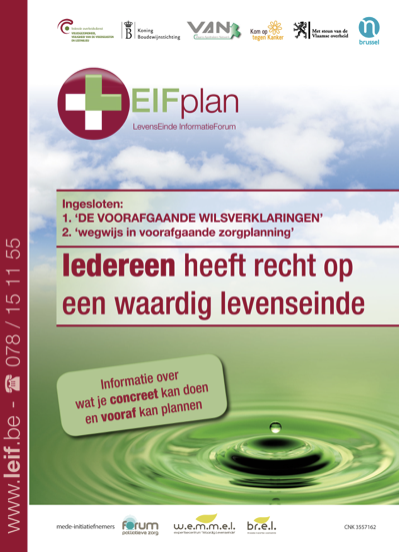 Koning
Boudewijnstichting
VAN
Kom op
tegen Kanker
Met steun van de
Vlaamse overheid
n
brussel
LEIFplan
LevensEinde InformatieForum
Ingesloten:
1. ‘DE VOORAFGAANDE WILSVERKLARINGEN’
2. ‘wegwijs in voorafgaande zorgplanning’
Iedereen heeft recht op
een waardig levenseinde
Informatie over
wat je concreet kan doen
en vooraf kan plannen
www.leif.be - ☎ 078 / 15 11 55
mede-initiatiefnemers
forum
palliatieve zorg
w.e.m.m.e.l.
br.e.l.
CNK 3557162